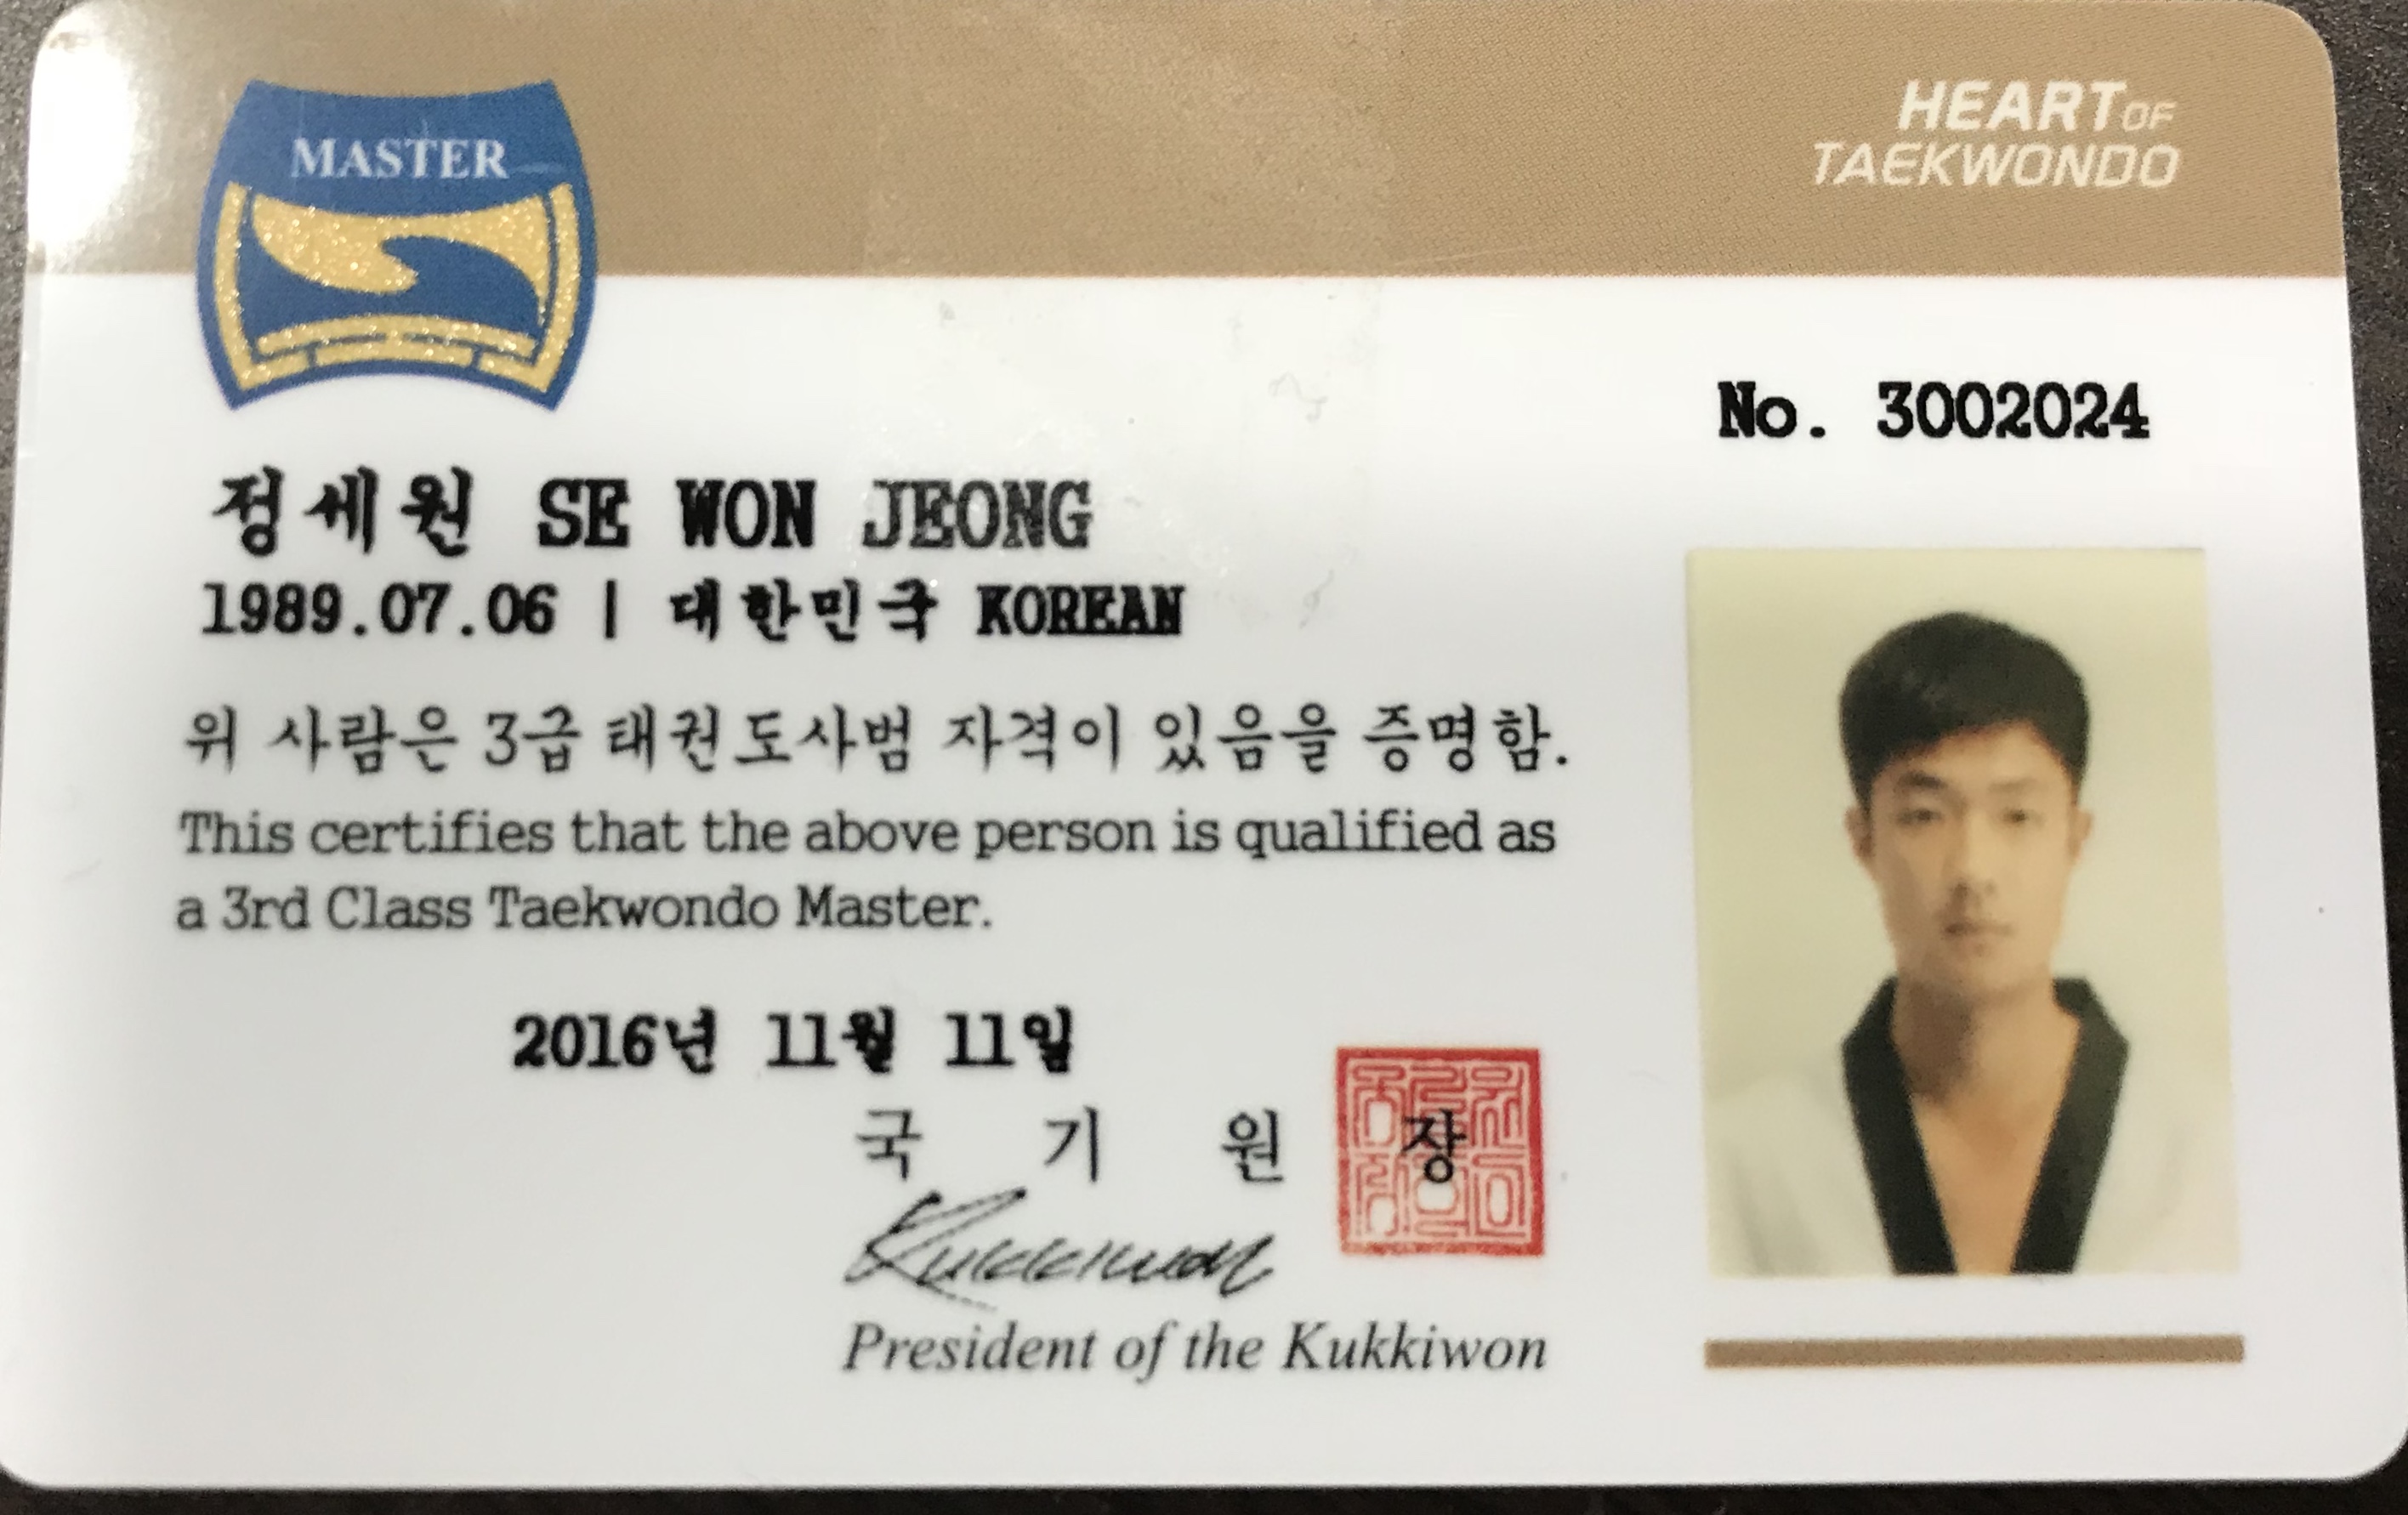 MASTER
HEART OF
TAEKWONDO
No. 3002024
정세원 SE WON JEONG
1989.07.06 | 대한민국 KOREAN
위 사람은 3급 태권도사범 자격이 있음을 증명함.
This certifies that the above person is qualified as
a 3rd Class Taekwondo Master.
2016년 11월 11일
국 기 원 장
Kukkiwon
President of the Kukkiwon